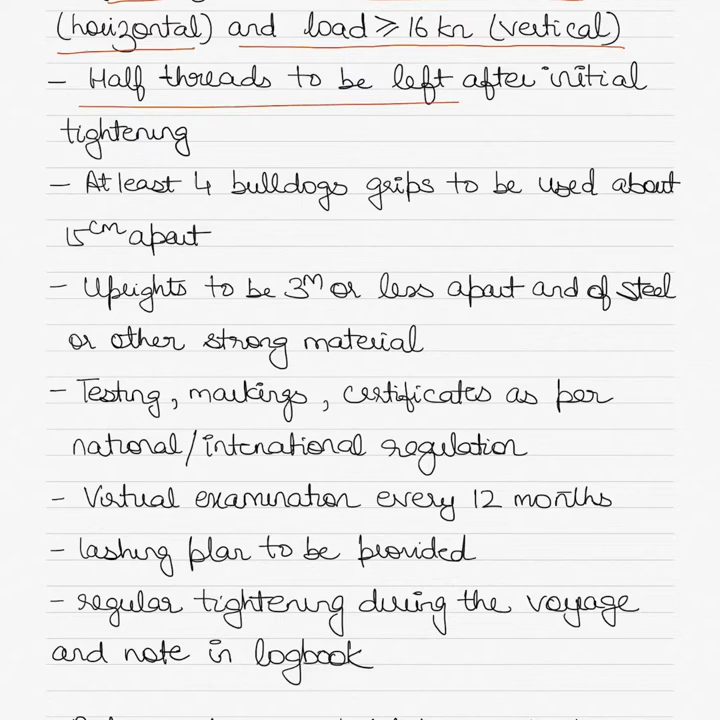 (horizontal) and load ≥ 16 kn (vertical)
- Half threads to be left after initial
tightening
- Atleast 4 bulldogs grips to be used about
15cm apart
- Uprights to be 3M or less apart and of steel
or other strong material
- Testing, markings, certificates as per
national/international regulation
- Virtual examination every 12 months
- lashing plan to be provided
- regular tightening during the voyage
and note in logbook